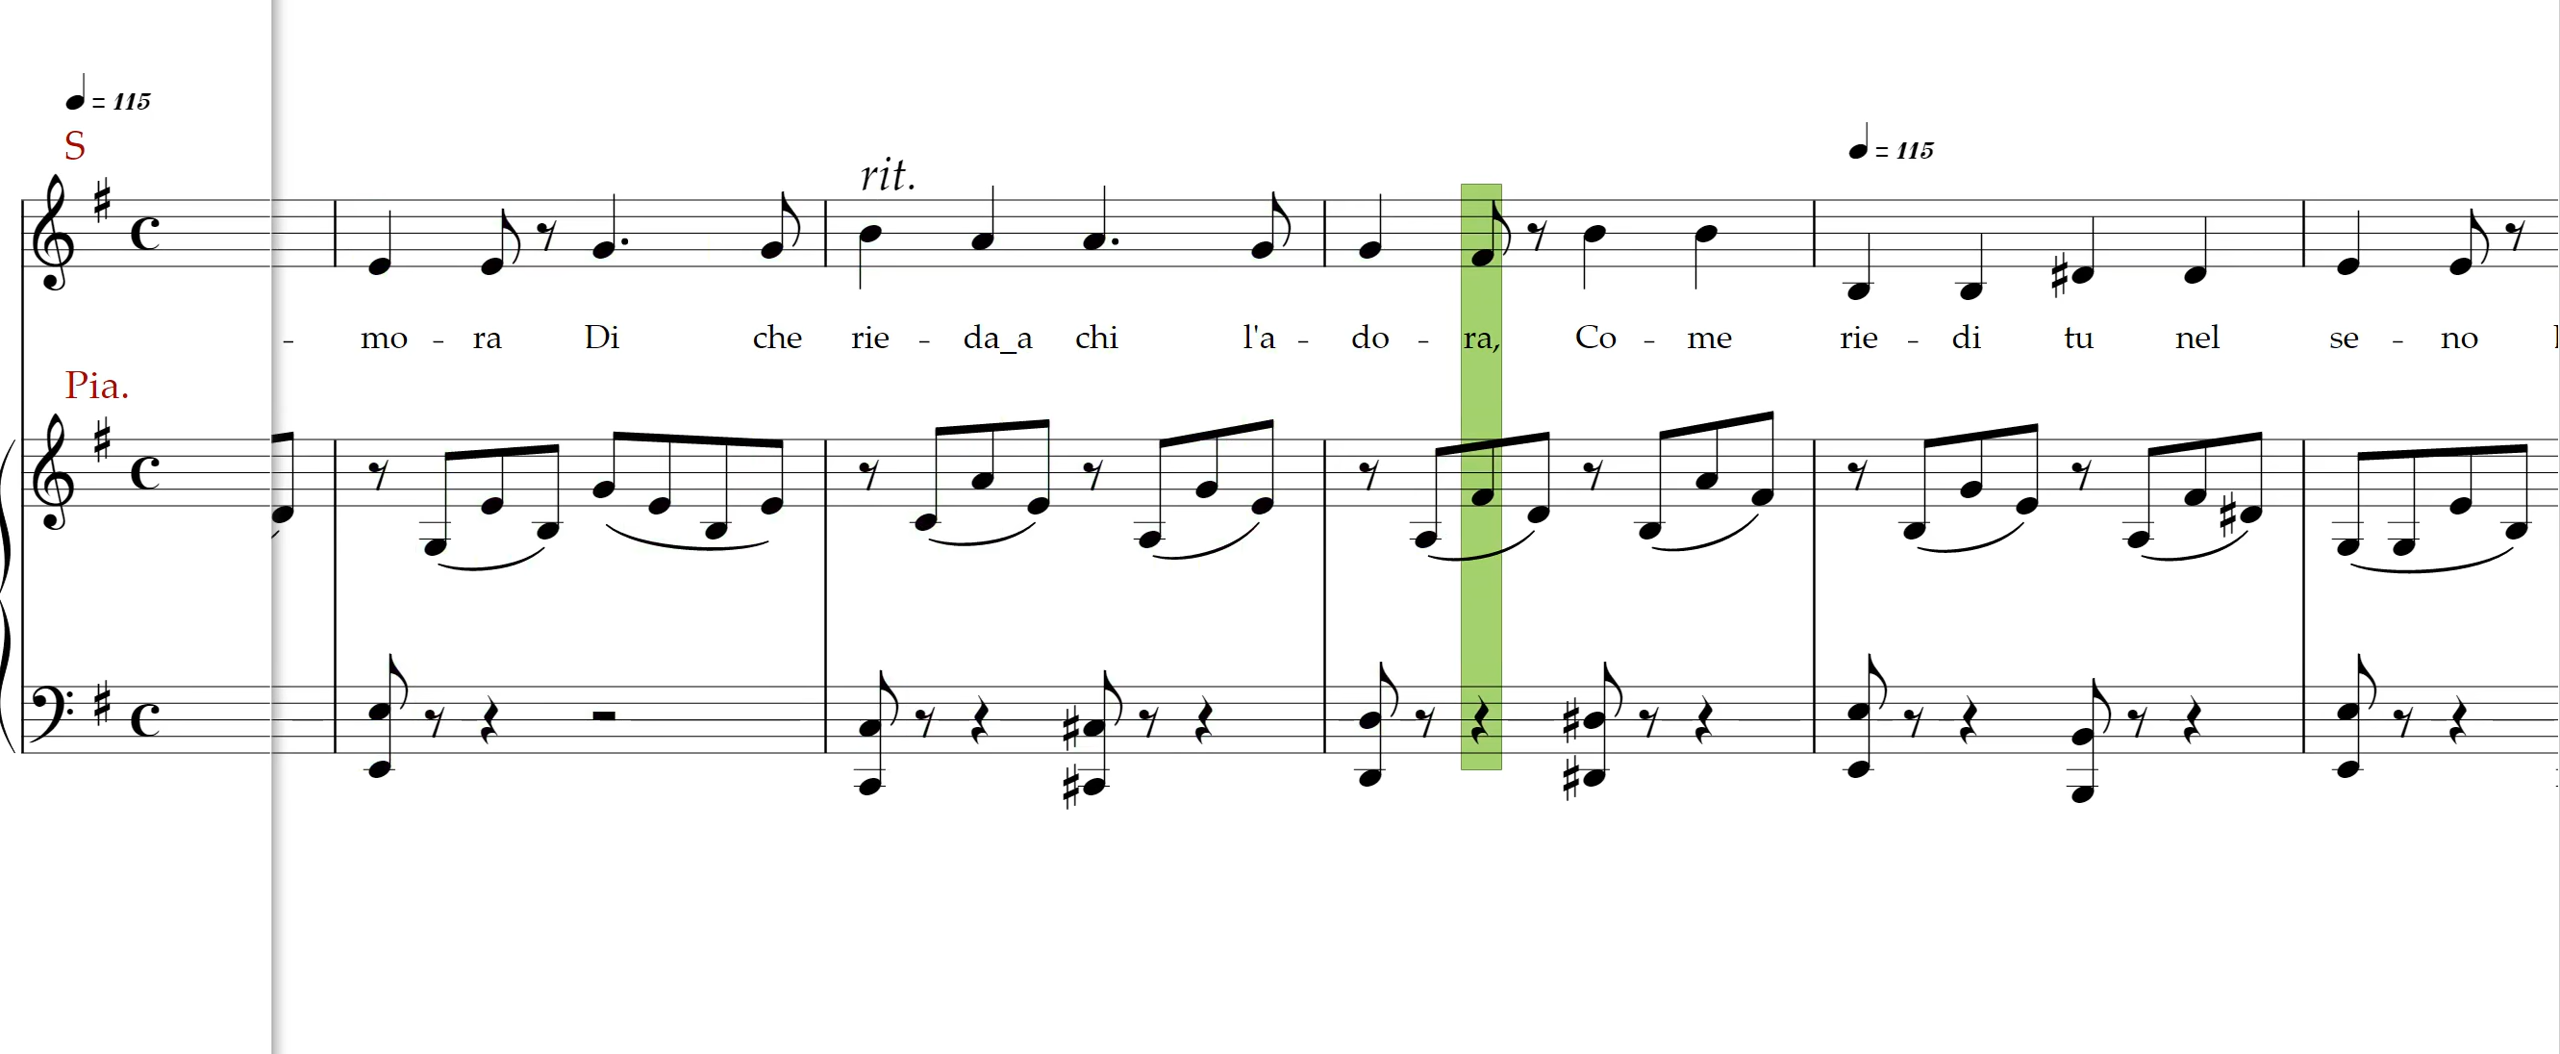 = 115
S
rit.
= 115
- mo - ra Di che rie - da_a chi l'a - do - ra, Co - me rie - di tu nel se - no
Pia.